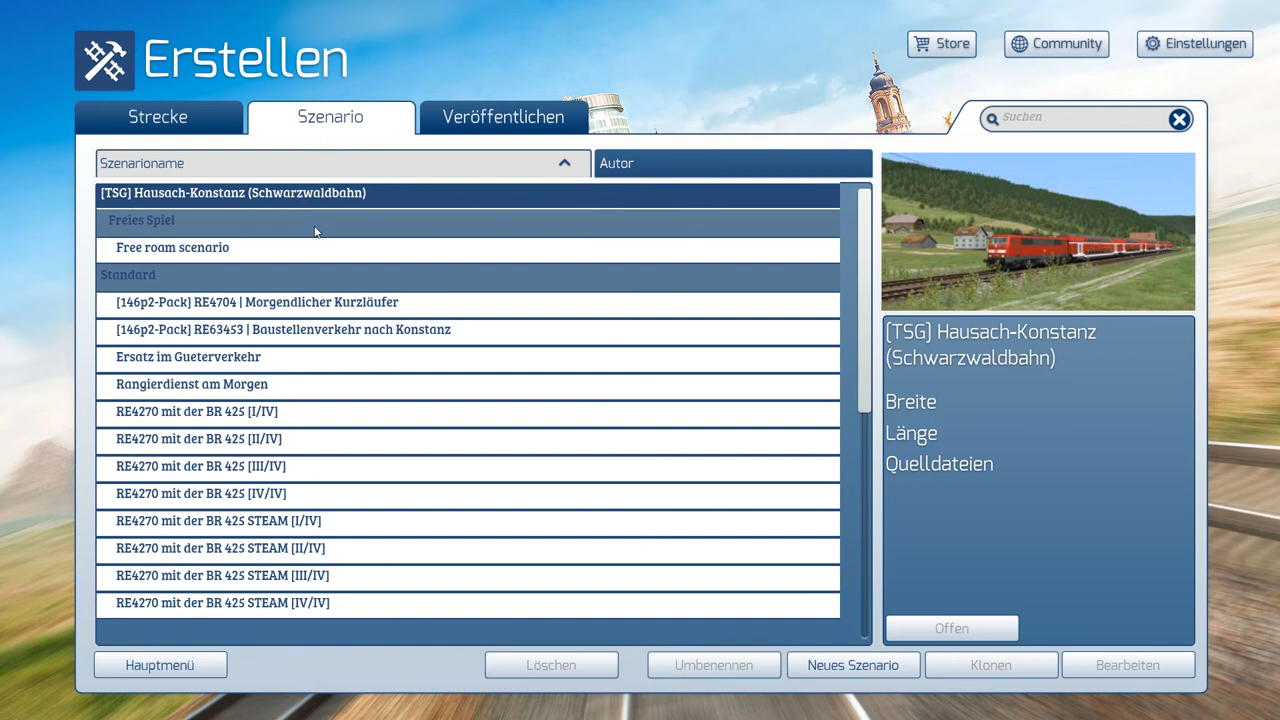 Erstellen
Store
Community
Einstellungen
Strecke
Szenario
Veröffentlichen
Suchen
Szenarioname
Autor
[TSG] Hausach-Konstanz (Schwarzwaldbahn)
Freies Spiel
Free roam scenario
Standard
[146p2-Pack] RE4704 | Morgendlicher Kurzläufer
[146p2-Pack] RE63453 | Baustellenverkehr nach Konstanz
Ersatz im Gueterverkehr
Rangierdienst am Morgen
RE4270 mit der BR 425 [I/IV]
RE4270 mit der BR 425 [II/IV]
RE4270 mit der BR 425 [III/IV]
RE4270 mit der BR 425 [IV/IV]
RE4270 mit der BR 425 STEAM [I/IV]
RE4270 mit der BR 425 STEAM [II/IV]
RE4270 mit der BR 425 STEAM [III/IV]
RE4270 mit der BR 425 STEAM [IV/IV]
[TSG] Hausach-Konstanz
(Schwarzwaldbahn)
Breite
Länge
Quelldateien
Offen
Hauptmenü
Löschen
Umbenennen
Neues Szenario
Klonen
Bearbeiten